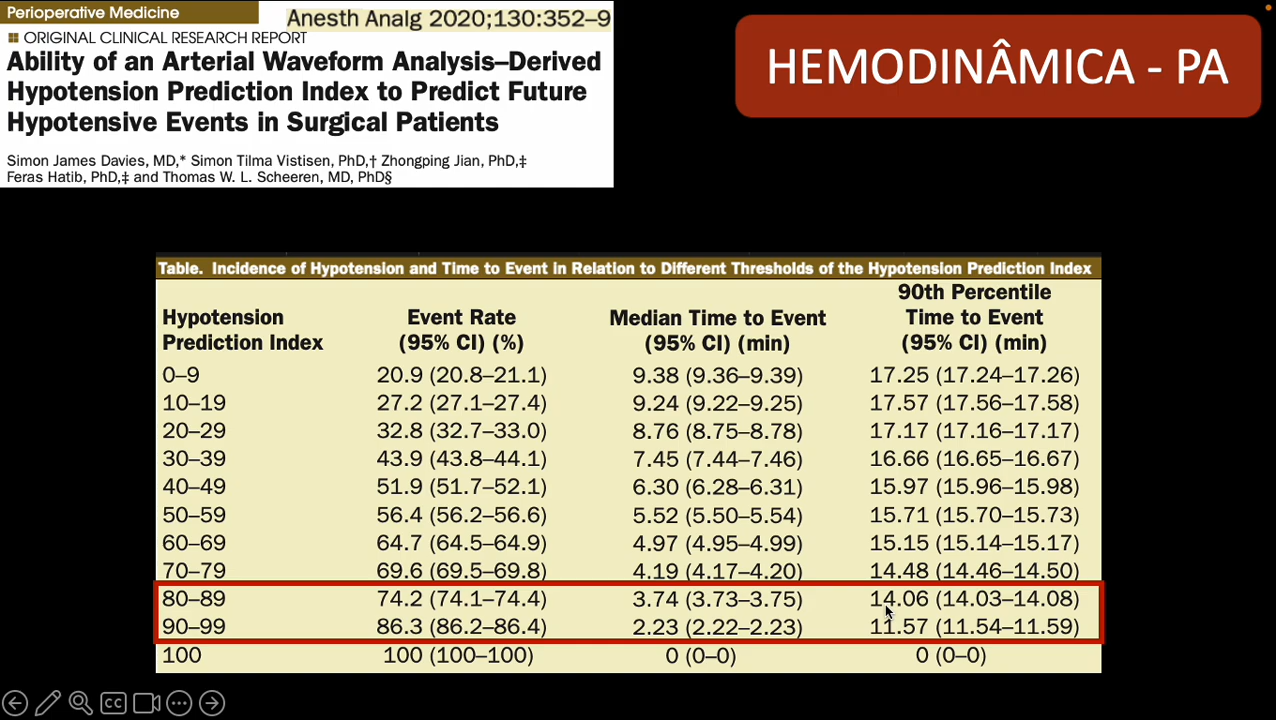 Perioperative Medicine
Anesth Analg 2020;130:352–9
ORIGINAL CLINICAL RESEARCH REPORT
Ability of an Arterial Waveform Analysis–Derived
Hypotension Prediction Index to Predict Future
Hypotensive Events in Surgical Patients
Simon James Davies, MD,* Simon Tilma Vistisen, PhD,† Zhongping Jian, PhD,‡
Feras Hatib, PhD,‡ and Thomas W. L. Scheeren, MD, PhD§
HEMODINÂMICA - PA
Table. Incidence of Hypotension and Time to Event in Relation to Different Thresholds of the Hypotension Prediction Index
Hypotension Prediction Index
Event Rate (95% CI) (%)
Median Time to Event (95% CI) (min)
90th Percentile Time to Event (95% CI) (min)
0–9 20.9 (20.8–21.1) 9.38 (9.36–9.39) 17.25 (17.24–17.26)
10–19 27.2 (27.1–27.4) 9.24 (9.22–9.25) 17.57 (17.56–17.58)
20–29 32.8 (32.7–33.0) 8.76 (8.75–8.78) 17.17 (17.16–17.17)
30–39 43.9 (43.8–44.1) 7.45 (7.44–7.46) 16.66 (16.65–16.67)
40–49 51.9 (51.7–52.1) 6.30 (6.28–6.31) 15.97 (15.96–15.98)
50–59 56.4 (56.2–56.6) 5.52 (5.50–5.54) 15.71 (15.70–15.73)
60–69 64.7 (64.5–64.9) 4.97 (4.95–4.99) 15.15 (15.14–15.17)
70–79 69.6 (69.5–69.8) 4.19 (4.17–4.20) 14.48 (14.46–14.50)
80–89 74.2 (74.1–74.4) 3.74 (3.73–3.75) 14.06 (14.03–14.08)
90–99 86.3 (86.2–86.4) 2.23 (2.22–2.23) 11.57 (11.54–11.59)
100 100 (100–100) 0 (0–0) 0 (0–0)
CC